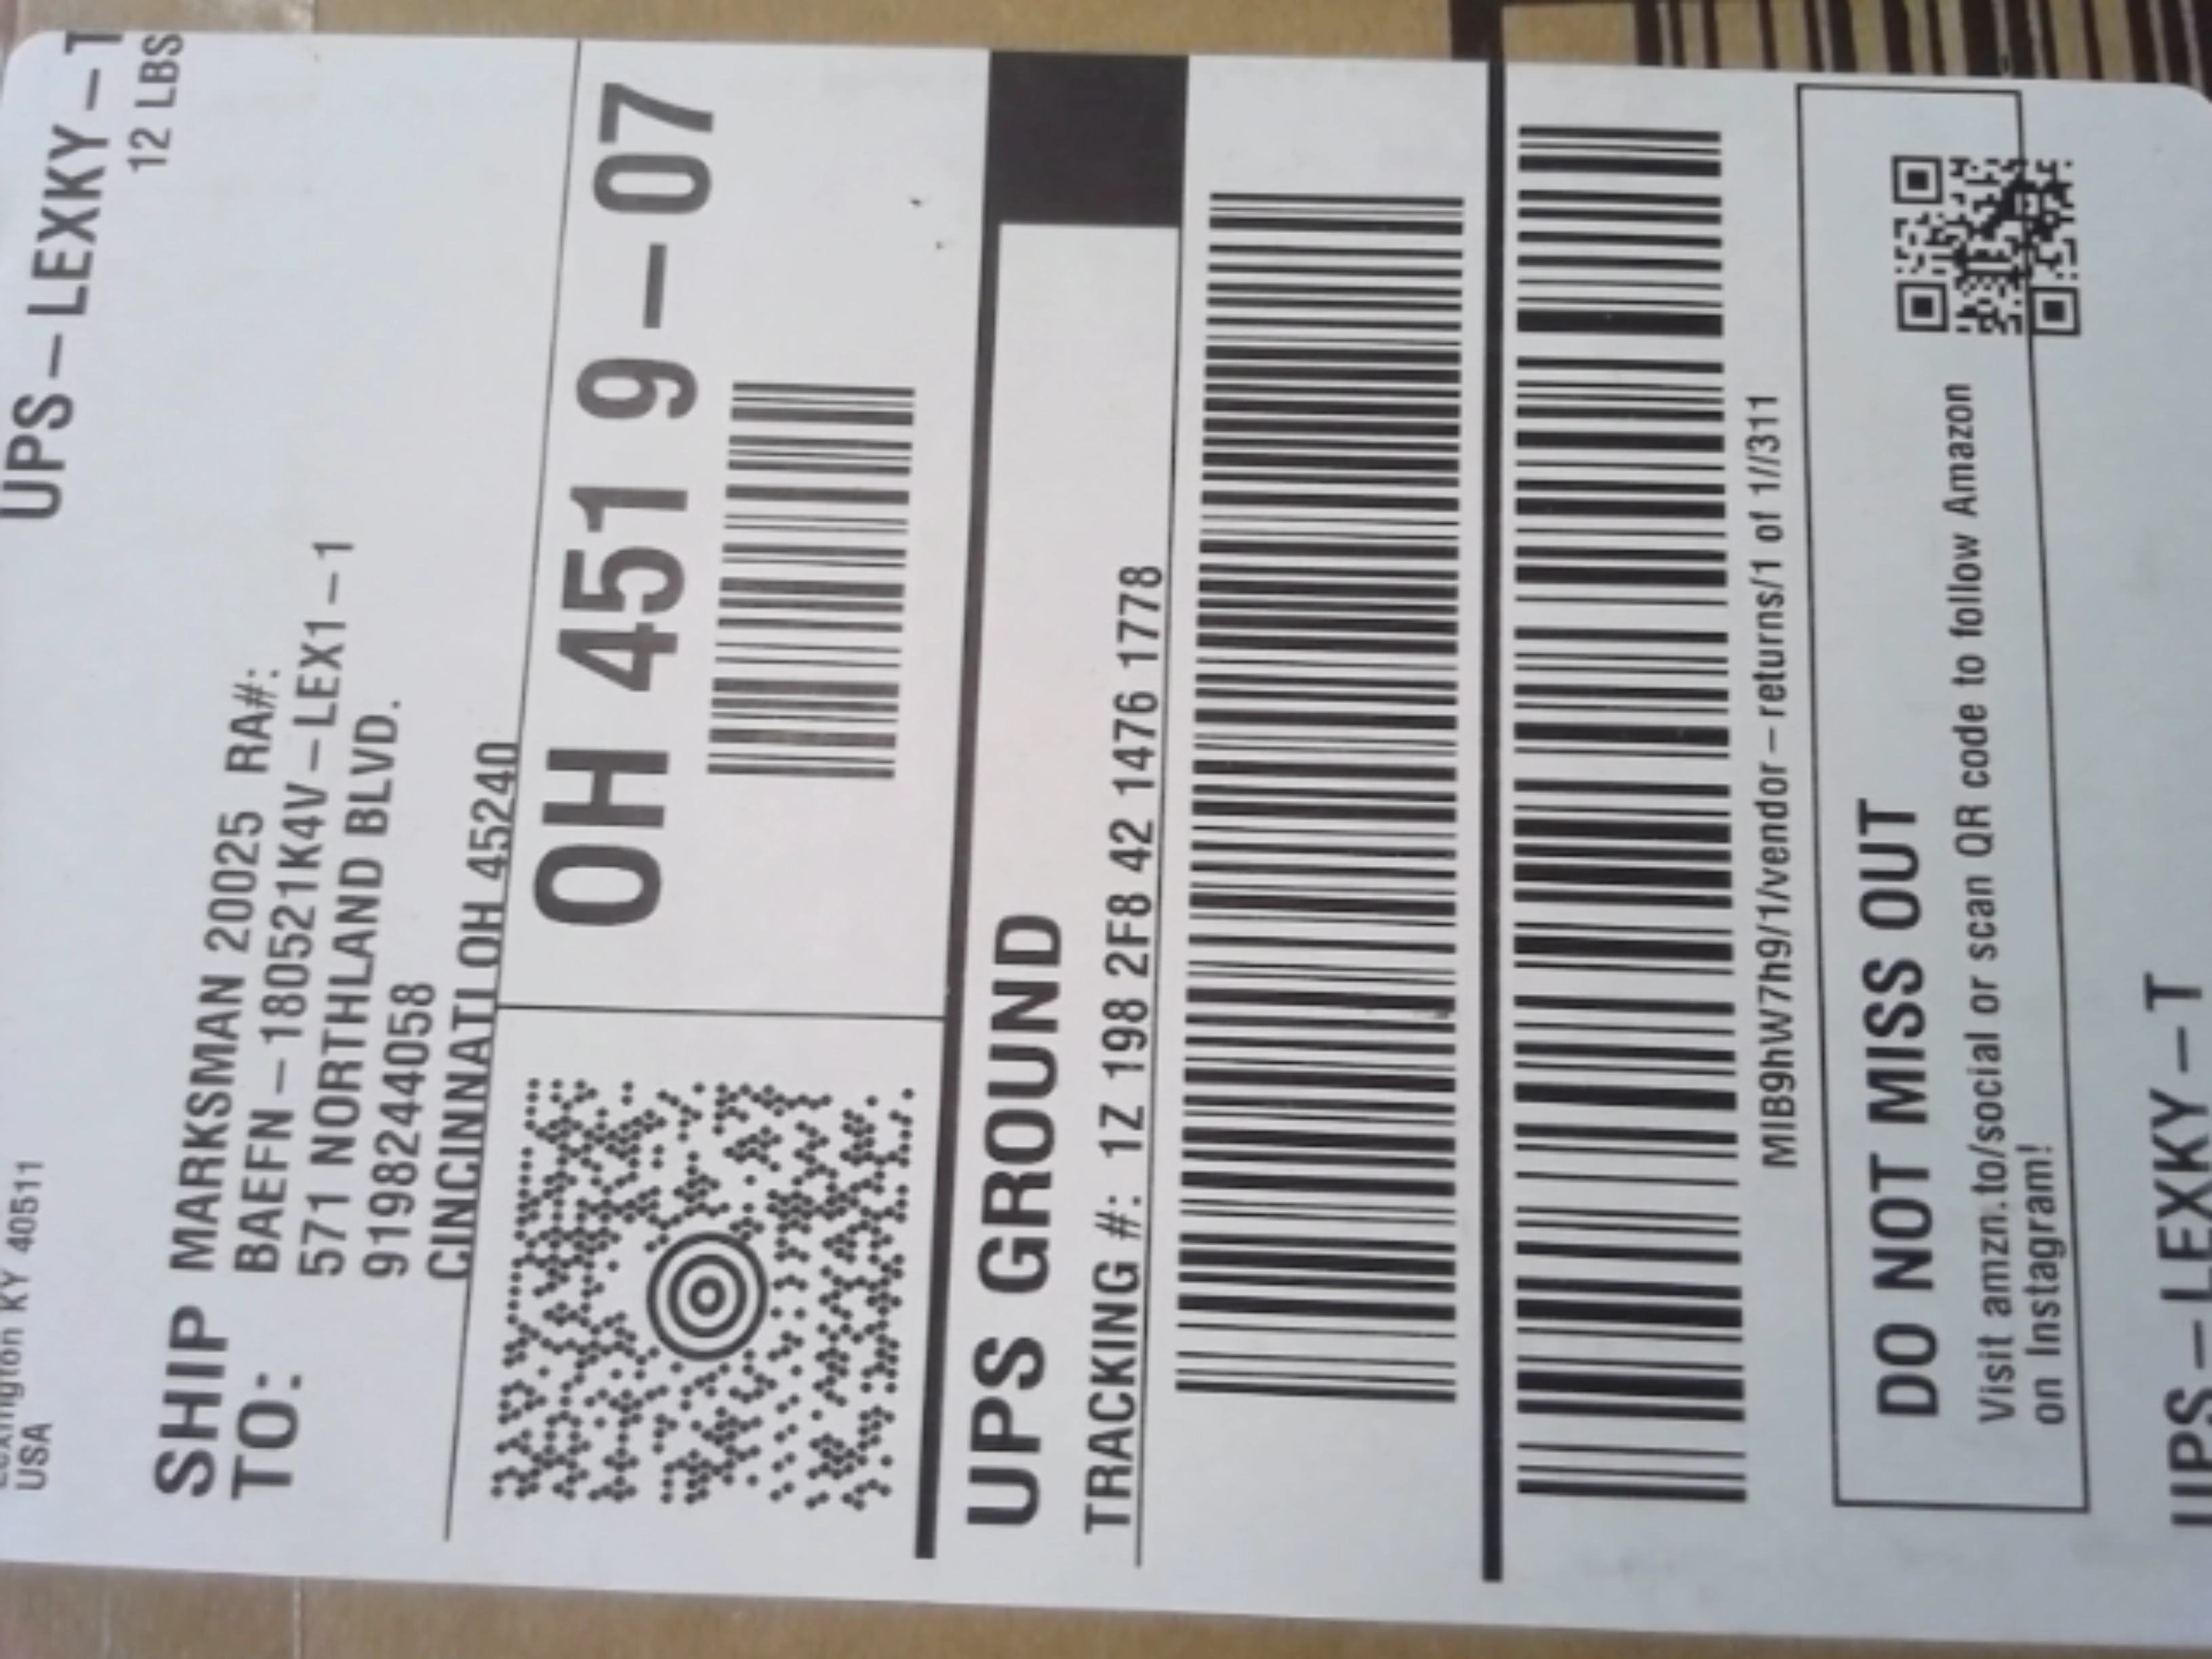 UPS-LEXKY-T
12 LBS
KY 40511
USA
SHIP TO:
MARKSMAN 20025 RA#:
BAEFN-180521K4V-LEX1-1
571 NORTHLAND BLVD.
9198244058
CINCINNATI OH 45240
OH 451 9-07
UPS GROUND
TRACKING #: 1Z 198 2F8 42 1476 1778
MIB9hW7h9/1/vendor-returns/1 of 1//311
DO NOT MISS OUT
Visit amzn.to/social or scan QR code to follow Amazon
on Instagram!
UPS-LEXKY-T